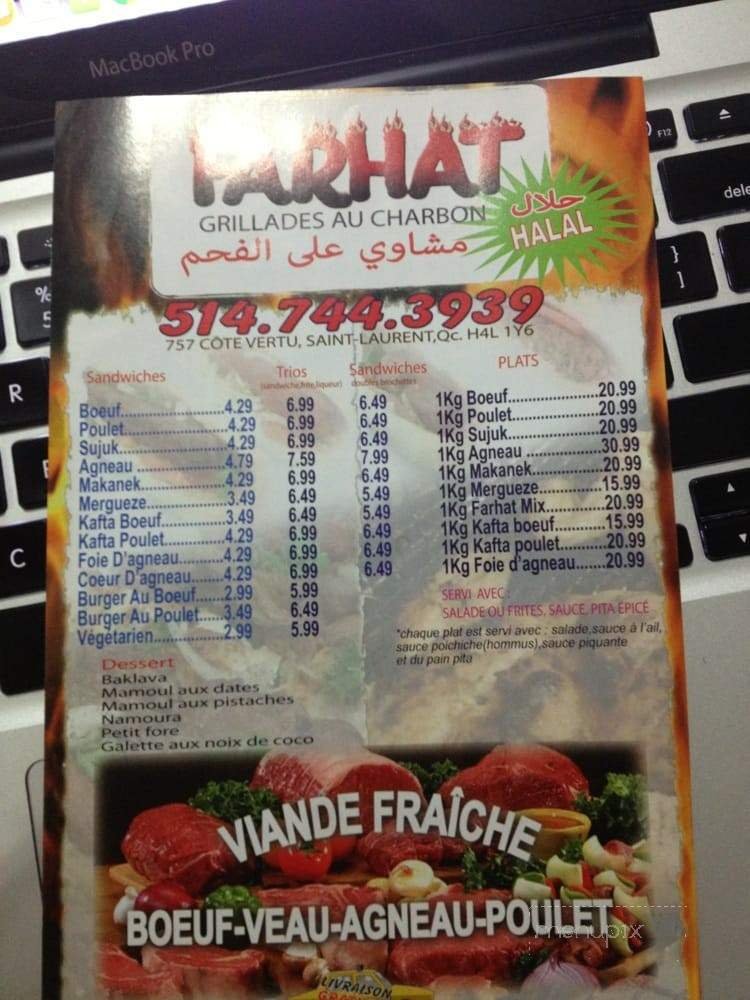 MacBook Pro
FARHAT
GRILLADES AU CHARBON
مشاوي على الفحم
حلال
HALAL
514.744.3939
757 CÔTE VERTU, SAINT-LAURENT,Qc. H4L 1Y6
Sandwiches Trios Sandwiches PLATS
(sandwiche,frite,liqueur) doubles brochettes
Boeuf 4.29 6.99 6.49
Poulet 4.29 6.99 6.49
Sujuk 4.29 6.99 6.49
Agneau 4.79 7.59 7.99
Makanek 4.29 6.99 6.49
Mergueze 3.49 6.49 5.49
Kafta Boeuf 3.49 6.49 5.49
Kafta Poulet 4.29 6.99 6.49
Foie D'agneau 4.29 6.99 6.49
Coeur D'agneau 4.29 6.99 6.49
Burger Au Boeuf 2.99 5.99
Burger Au Poulet 3.49 6.49
Végétarien 2.99 5.99
1Kg Boeuf 20.99
1Kg Poulet 20.99
1Kg Sujuk 20.99
1Kg Agneau 30.99
1Kg Makanek 20.99
1Kg Mergueze 15.99
1Kg Farhat Mix 20.99
1Kg Kafta boeuf 15.99
1Kg Kafta poulet 20.99
1Kg Foie d'agneau 20.99
SERVI AVEC :
SALADE OU FRITES, SAUCE, PITA ÉPICÉ
*chaque plat est servi avec : salade,sauce à l'ail,
sauce poichiche(hommus),sauce piquante
et du pain pita
Dessert
Baklava
Mamoul aux dates
Mamoul aux pistaches
Namoura
Petit fore
Galette aux noix de coco
VIANDE FRAÎCHE
BOEUF-VEAU-AGNEAU-POULET
menupix
LIVRAISON
F12
dele
}
]
%
5
R
C